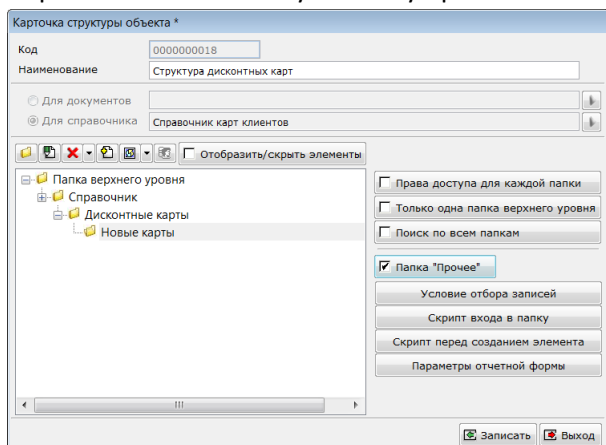 Карточка структуры объекта *
Код 0000000018
Наименование Структура дисконтных карт
Для документов
Для справочника Справочник карт клиентов
Отобразить/скрыть элементы
Папка верхнего уровня
Справочник
Дисконтные карты
Новые карты
Права доступа для каждой папки
Только одна папка верхнего уровня
Поиск по всем папкам
Папка "Прочее"
Условие отбора записей
Скрипт входа в папку
Скрипт перед созданием элемента
Параметры отчетной формы
Записать Выход